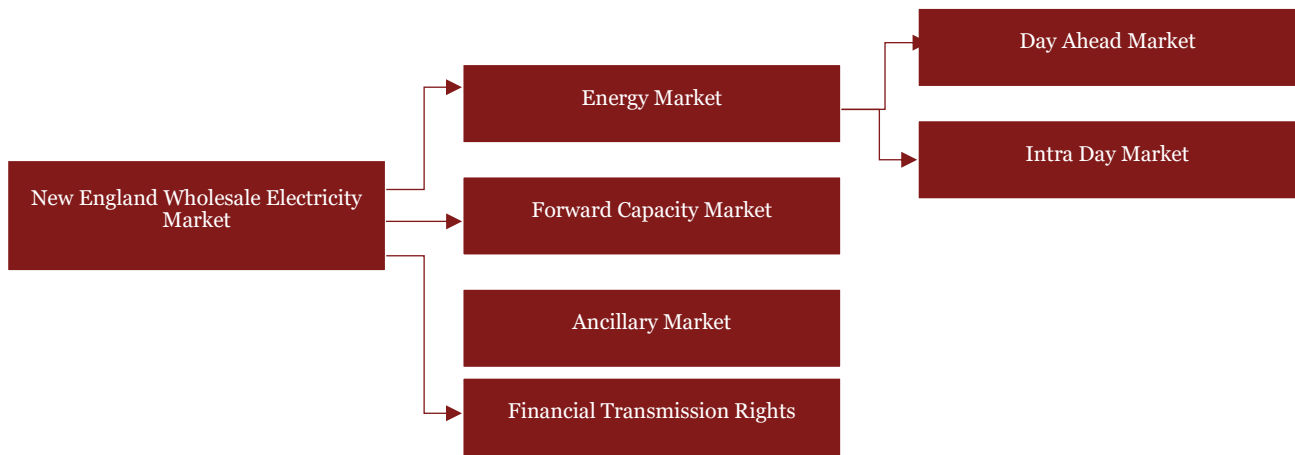 New England Wholesale Electricity
Market
Energy Market
Forward Capacity Market
Ancillary Market
Financial Transmission Rights
Day Ahead Market
Intra Day Market